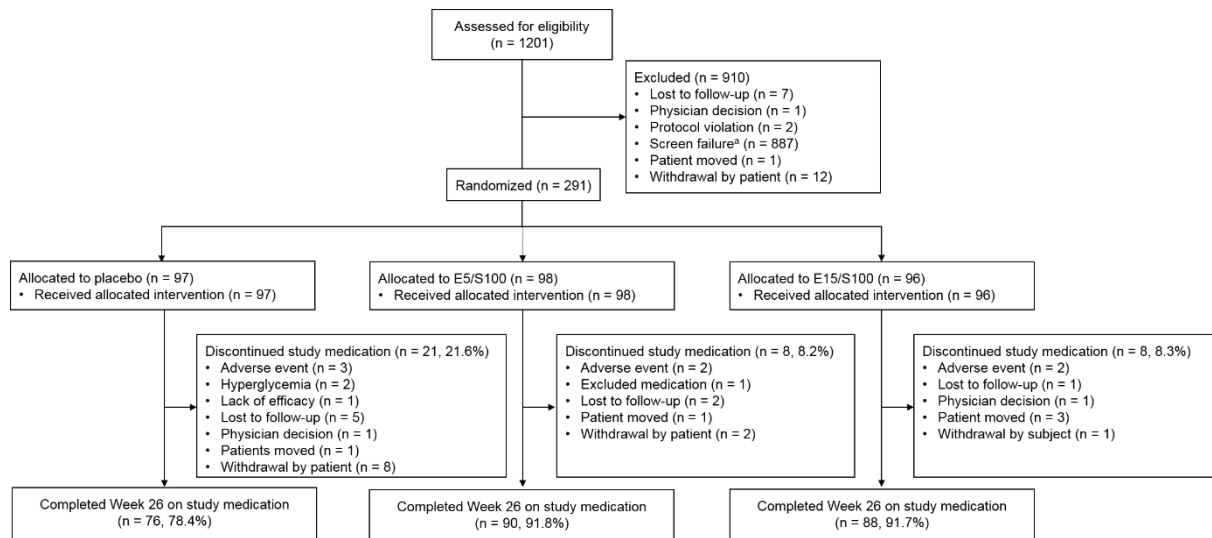 Assessed for eligibility
(n = 1201)
Excluded (n = 910)
• Lost to follow-up (n = 7)
• Physician decision (n = 1)
• Protocol violation (n = 2)
• Screen failureᵃ (n = 887)
• Patient moved (n = 1)
• Withdrawal by patient (n = 12)
Randomized (n = 291)
Allocated to placebo (n = 97)
• Received allocated intervention (n = 97)
Allocated to E5/S100 (n = 98)
• Received allocated intervention (n = 98)
Allocated to E15/S100 (n = 96)
• Received allocated intervention (n = 96)
Discontinued study medication (n = 21, 21.6%)
• Adverse event (n = 3)
• Hyperglycemia (n = 2)
• Lack of efficacy (n = 1)
• Lost to follow-up (n = 5)
• Physician decision (n = 1)
• Patients moved (n = 1)
• Withdrawal by patient (n = 8)
Discontinued study medication (n = 8, 8.2%)
• Adverse event (n = 2)
• Excluded medication (n = 1)
• Lost to follow-up (n = 2)
• Patient moved (n = 1)
• Withdrawal by patient (n = 2)
Discontinued study medication (n = 8, 8.3%)
• Adverse event (n = 2)
• Lost to follow-up (n = 1)
• Physician decision (n = 1)
• Patient moved (n = 3)
• Withdrawal by subject (n = 1)
Completed Week 26 on study medication
(n = 76, 78.4%)
Completed Week 26 on study medication
(n = 90, 91.8%)
Completed Week 26 on study medication
(n = 88, 91.7%)